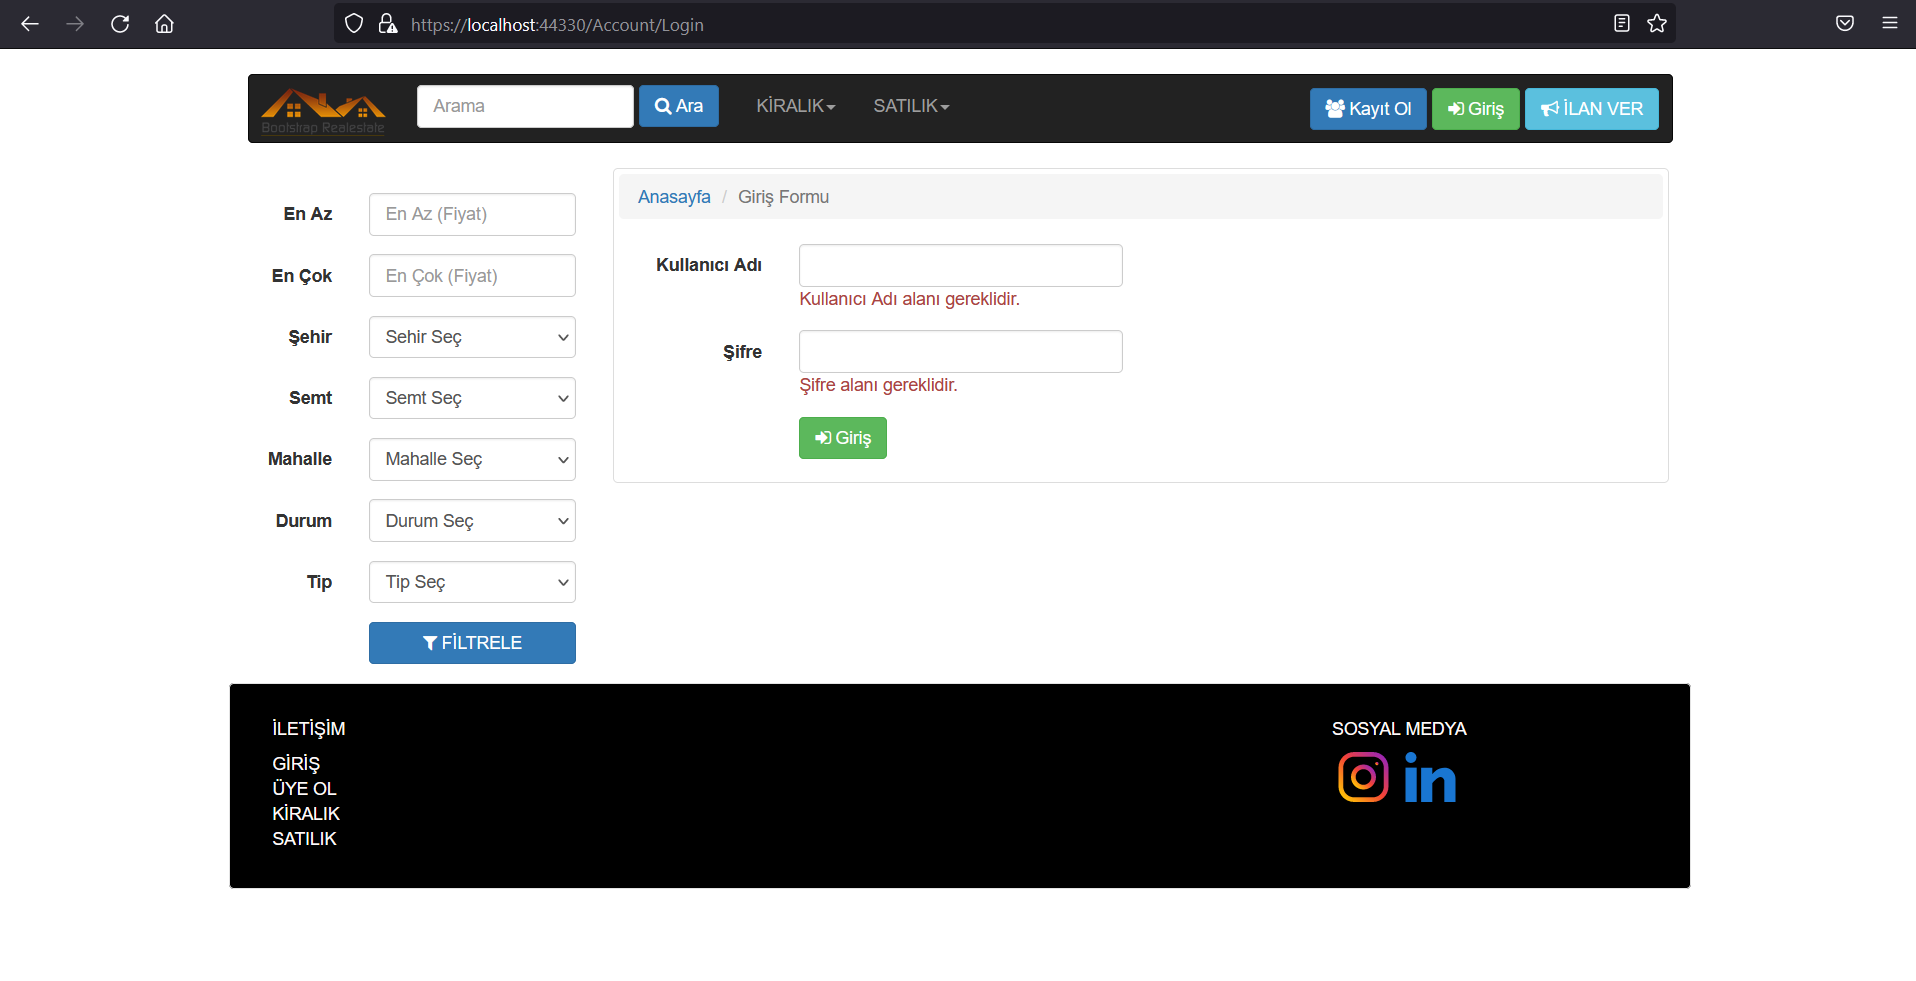 https://localhost:44330/Account/Login
Bootstrap Realestate
Arama
Ara
KİRALIK
SATILIK
Kayıt Ol
Giriş
İLAN VER
En Az
En Az (Fiyat)
En Çok
En Çok (Fiyat)
Şehir
Sehir Seç
Semt
Semt Seç
Mahalle
Mahalle Seç
Durum
Durum Seç
Tip
Tip Seç
FİLTRELE
Anasayfa / Giriş Formu
Kullanıcı Adı
Kullanıcı Adı alanı gereklidir.
Şifre
Şifre alanı gereklidir.
Giriş
İLETİŞİM
GİRİŞ
ÜYE OL
KİRALIK
SATILIK
SOSYAL MEDYA
in